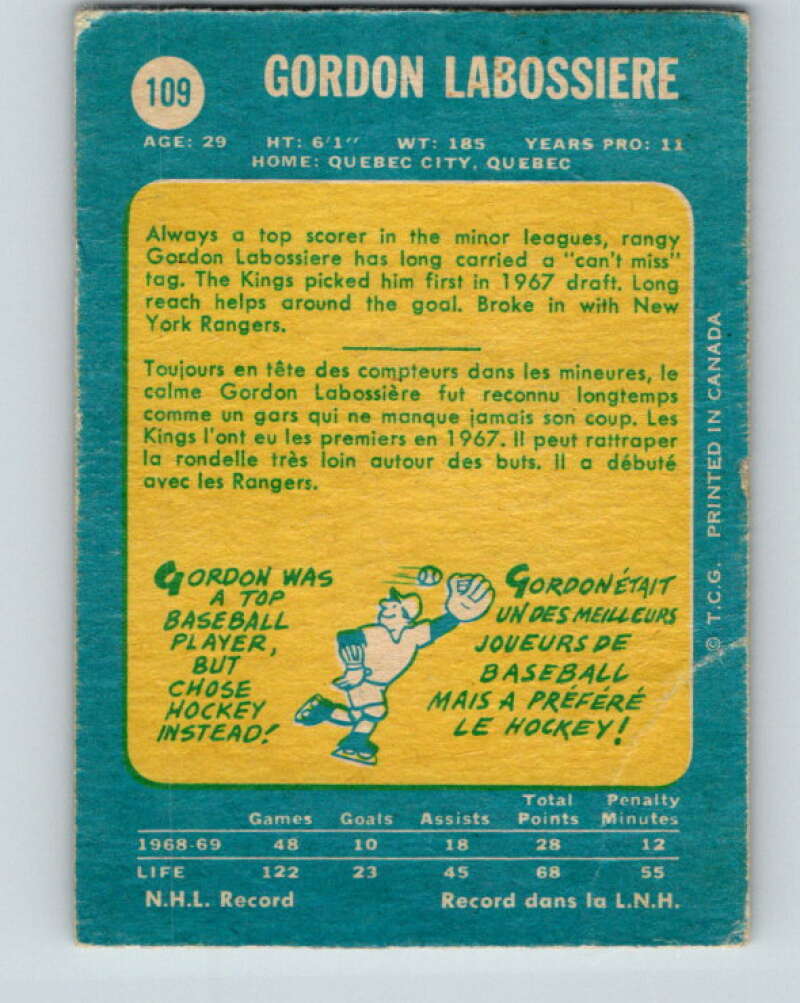 109
GORDON LABOSSIERE
AGE: 29 HT: 6'1" WT: 185 YEARS PRO: 11
HOME: QUEBEC CITY, QUEBEC
Always a top scorer in the minor leagues, rangy
Gordon Labossiere has long carried a "can't miss"
tag. The Kings picked him first in 1967 draft. Long
reach helps around the goal. Broke in with New
York Rangers.
Toujours en tête des compteurs dans les mineures, le
calme Gordon Labossière fut reconnu longtemps
comme un gars qui ne manque jamais son coup. Les
Kings l'ont eu les premiers en 1967. Il peut rattraper
la rondelle très loin autour des buts. Il a débuté
avec les Rangers.
GORDON WAS
A TOP
BASEBALL
PLAYER,
BUT
CHOSE
HOCKEY
INSTEAD!
GORDON ÉTAIT
UN DES MEILLEURS
JOUEURS DE
BASEBALL
MAIS A PRÉFÉRÉ
LE HOCKEY!
© T.C.G. PRINTED IN CANADA
Games Goals Assists Total Points Penalty Minutes
1968-69 48 10 18 28 12
LIFE 122 23 45 68 55
N.H.L. Record Record dans la L.N.H.